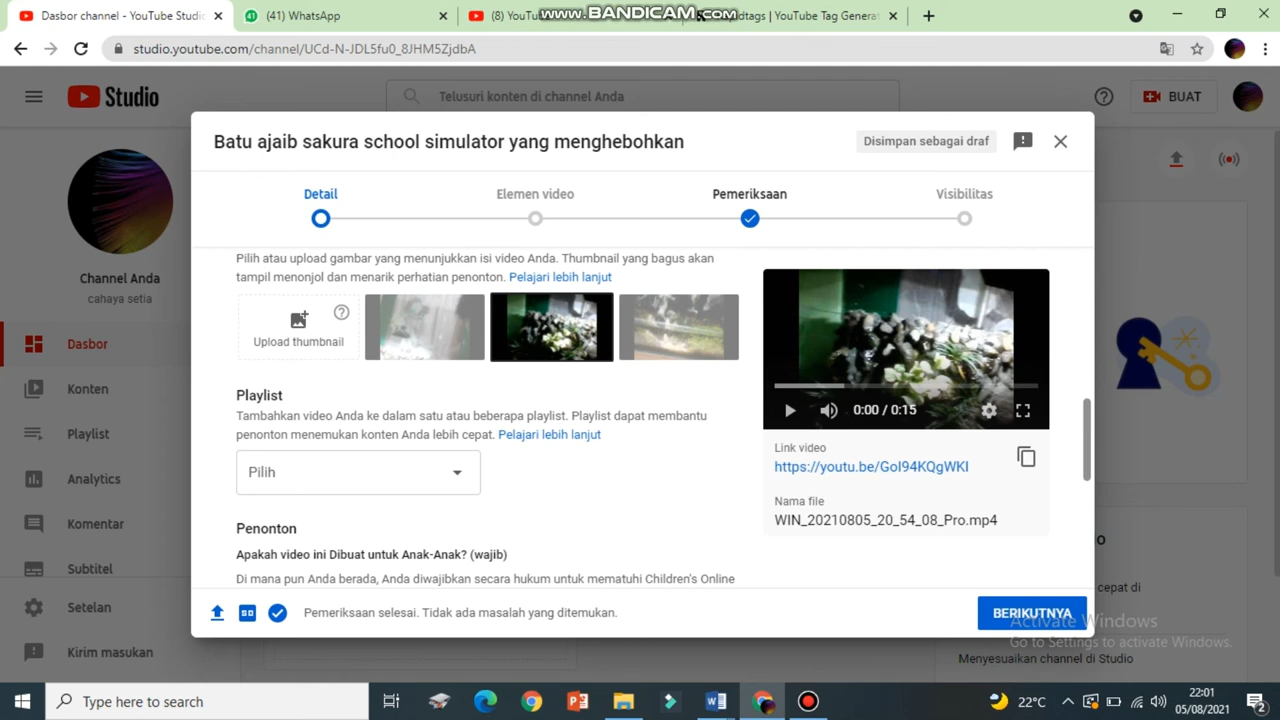 Dasbor channel - YouTube Studio
(41) WhatsApp
(8) YouTu
www.BANDICAM.com
dtags | YouTube Tag Generat
studio.youtube.com/channel/UCd-N-JDL5fu0_8JHM5ZjdbA
Studio
Telusuri konten di channel Anda
BUAT
Batu ajaib sakura school simulator yang menghebohkan
Disimpan sebagai draf
Detail
Elemen video
Pemeriksaan
Visibilitas
Channel Anda
cahaya setia
Dasbor
Konten
Playlist
Analytics
Komentar
Subtitel
Setelan
Kirim masukan
Pilih atau upload gambar yang menunjukkan isi video Anda. Thumbnail yang bagus akan
tampil menonjol dan menarik perhatian penonton. Pelajari lebih lanjut
Upload thumbnail
Playlist
Tambahkan video Anda ke dalam satu atau beberapa playlist. Playlist dapat membantu
penonton menemukan konten Anda lebih cepat. Pelajari lebih lanjut
Pilih
Penonton
Apakah video ini Dibuat untuk Anak-Anak? (wajib)
Di mana pun Anda berada, Anda diwajibkan secara hukum untuk mematuhi Children's Online
0:00 / 0:15
Link video
https://youtu.be/GoI94KQgWKI
Nama file
WIN_20210805_20_54_08_Pro.mp4
Pemeriksaan selesai. Tidak ada masalah yang ditemukan.
BERIKUTNYA
o
cepat di
Menyesuaikan channel di Studio
Activate Windows
Go to Settings to activate Windows.
Type here to search
22°C
22:01
05/08/2021
2